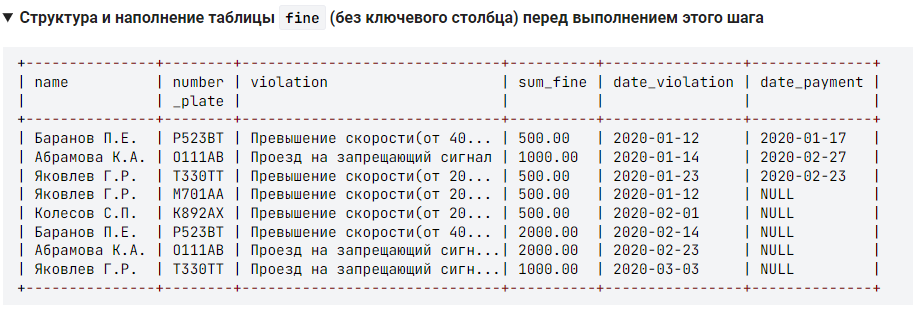 ▼ Структура и наполнение таблицы fine (без ключевого столбца) перед выполнением этого шага
+---------------+--------+----------------------------+----------+----------------+--------------+
| name          | number | violation                  | sum_fine | date_violation | date_payment |
|               | _plate |                            |          |                |              |
+---------------+--------+----------------------------+----------+----------------+--------------+
| Баранов П.Е.  | Р523ВТ | Превышение скорости(от 40... | 500.00   | 2020-01-12     | 2020-01-17   |
| Абрамова К.А. | О111АВ | Проезд на запрещающий сигнал | 1000.00  | 2020-01-14     | 2020-02-27   |
| Яковлев Г.Р.  | Т330ТТ | Превышение скорости(от 20... | 500.00   | 2020-01-23     | 2020-02-23   |
| Яковлев Г.Р.  | М701АА | Превышение скорости(от 20... | 500.00   | 2020-01-12     | NULL         |
| Колесов С.П.  | К892АХ | Превышение скорости(от 20... | 500.00   | 2020-02-01     | NULL         |
| Баранов П.Е.  | Р523ВТ | Превышение скорости(от 40... | 2000.00  | 2020-02-14     | NULL         |
| Абрамова К.А. | О111АВ | Проезд на запрещающий сигн...| 2000.00  | 2020-02-23     | NULL         |
| Яковлев Г.Р.  | Т330ТТ | Проезд на запрещающий сигн...| 1000.00  | 2020-03-03     | NULL         |
+---------------+--------+----------------------------+----------+----------------+--------------+